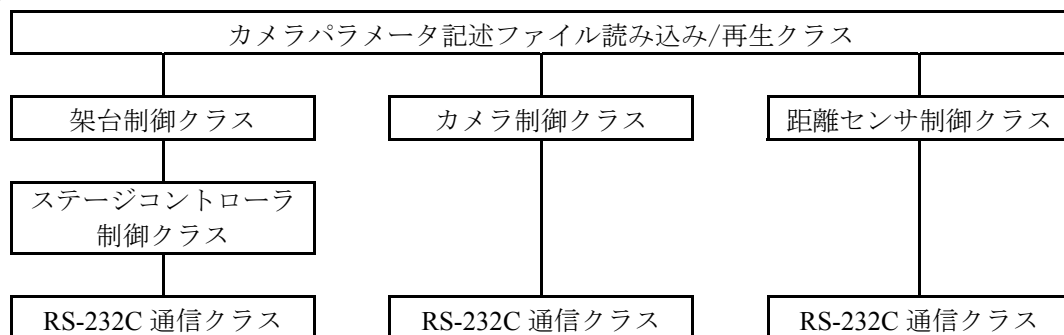 カメラパラメータ記述ファイル読み込み/再生クラス
架台制御クラス
カメラ制御クラス
距離センサ制御クラス
ステージコントローラ
制御クラス
RS-232C 通信クラス
RS-232C 通信クラス
RS-232C 通信クラス